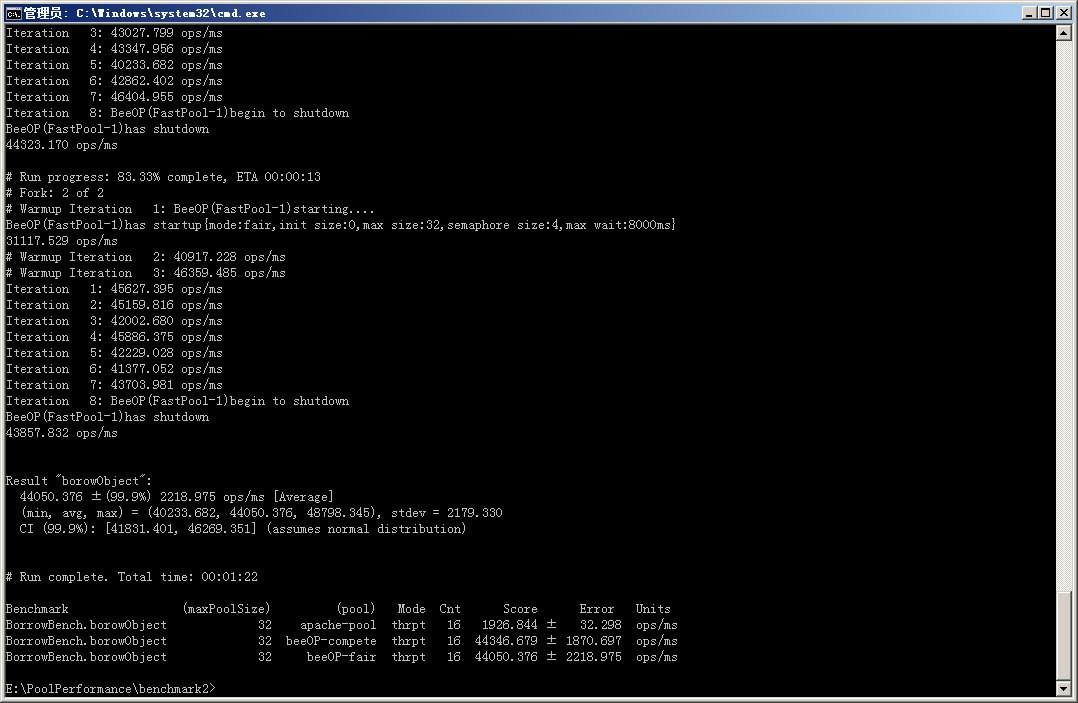 管理员: C:\Windows\system32\cmd.exe
Iteration   3: 43027.799 ops/ms
Iteration   4: 43347.956 ops/ms
Iteration   5: 40233.682 ops/ms
Iteration   6: 42862.402 ops/ms
Iteration   7: 46404.955 ops/ms
Iteration   8: BeeOP(FastPool-1)begin to shutdown
BeeOP(FastPool-1)has shutdown
44323.170 ops/ms
# Run progress: 83.33% complete, ETA 00:00:13
# Fork: 2 of 2
# Warmup Iteration   1: BeeOP(FastPool-1)starting....
BeeOP(FastPool-1)has startup{mode:fair,init size:0,max size:32,semaphore size:4,max wait:8000ms}
31117.529 ops/ms
# Warmup Iteration   2: 40917.228 ops/ms
# Warmup Iteration   3: 46359.485 ops/ms
Iteration   1: 45627.395 ops/ms
Iteration   2: 45159.816 ops/ms
Iteration   3: 42002.680 ops/ms
Iteration   4: 45886.375 ops/ms
Iteration   5: 42229.028 ops/ms
Iteration   6: 41377.052 ops/ms
Iteration   7: 43703.981 ops/ms
Iteration   8: BeeOP(FastPool-1)begin to shutdown
BeeOP(FastPool-1)has shutdown
43857.832 ops/ms
Result "borowObject":
  44050.376 ±(99.9%) 2218.975 ops/ms [Average]
  (min, avg, max) = (40233.682, 44050.376, 48798.345), stdev = 2179.330
  CI (99.9%): [41831.401, 46269.351] (assumes normal distribution)
# Run complete. Total time: 00:01:22
Benchmark                (maxPoolSize)         (pool)   Mode  Cnt      Score      Error   Units
BorrowBench.borowObject             32    apache-pool  thrpt   16   1926.844 ±   32.298  ops/ms
BorrowBench.borowObject             32  beeOP-compete  thrpt   16  44346.679 ± 1870.697  ops/ms
BorrowBench.borowObject             32     beeOP-fair  thrpt   16  44050.376 ± 2218.975  ops/ms
E:\PoolPerformance\benchmark2>